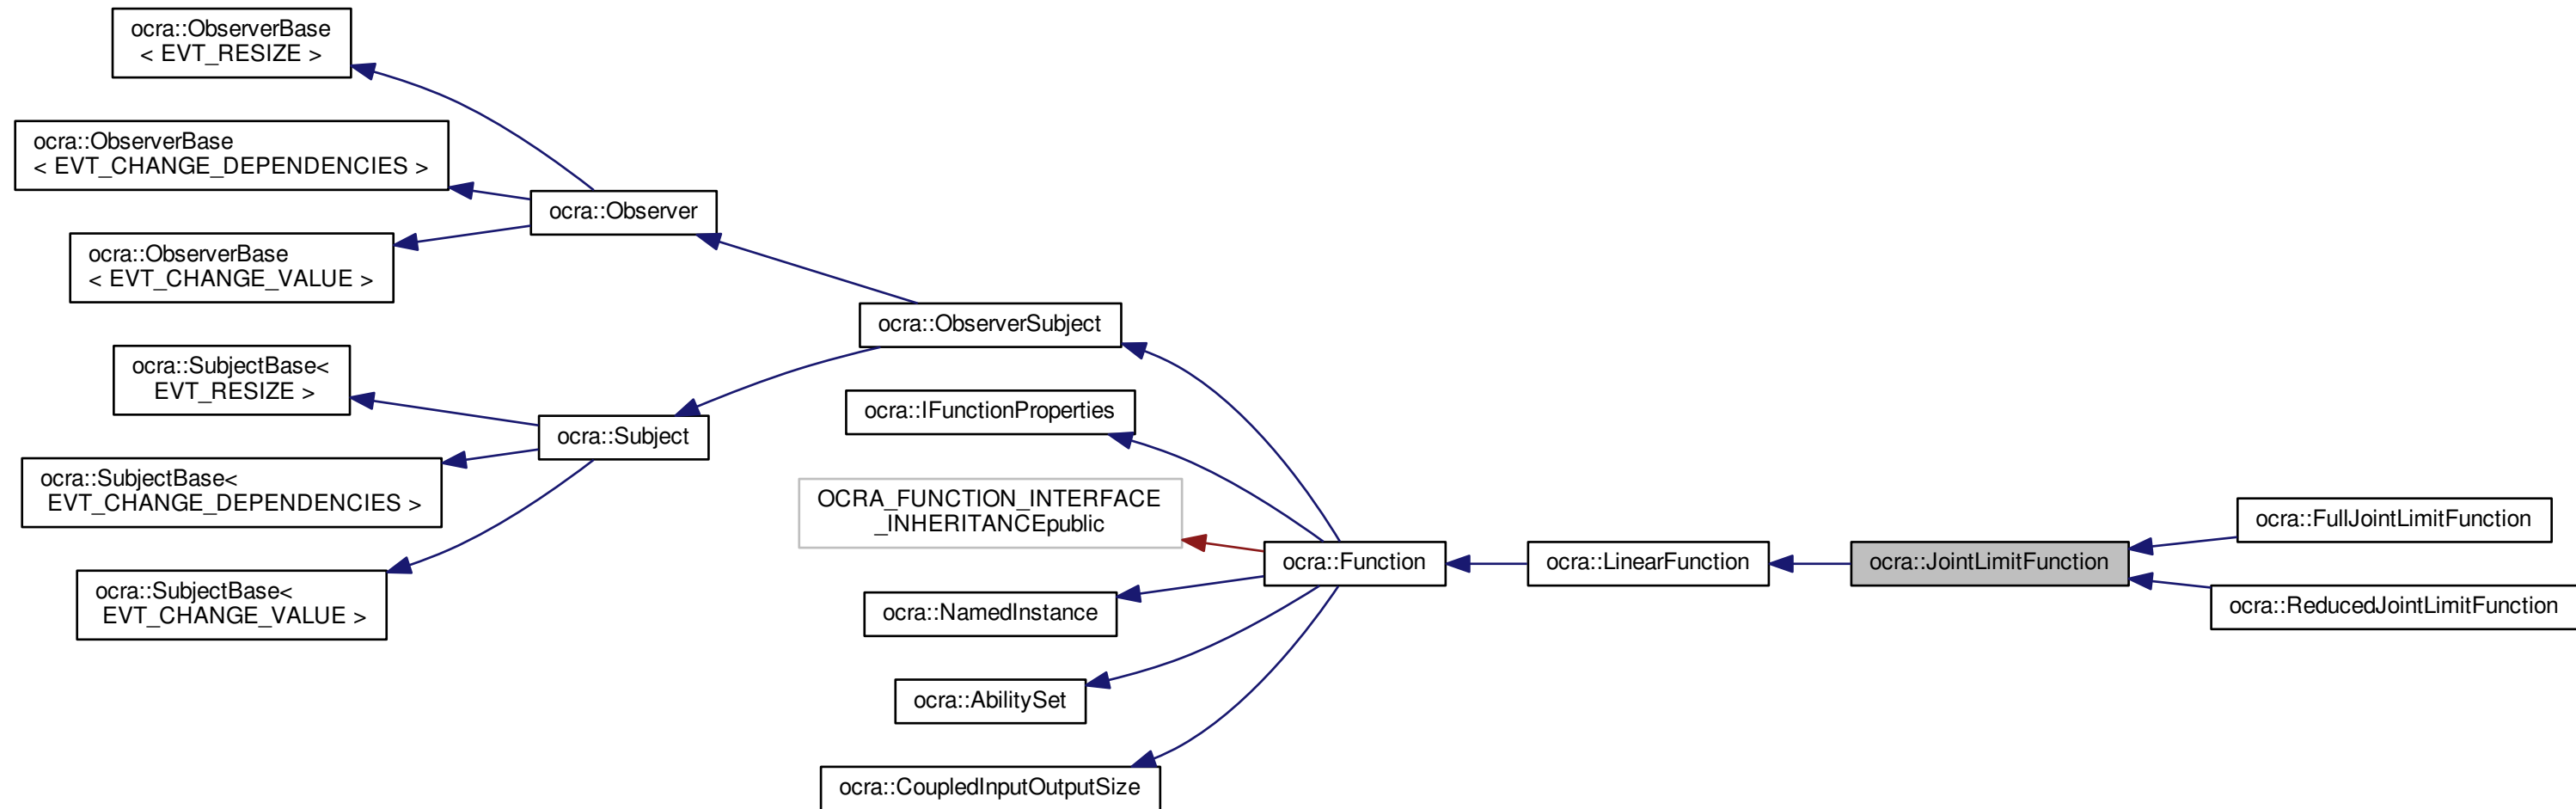 ocra::ObserverBase
< EVT_RESIZE >
ocra::ObserverBase
< EVT_CHANGE_DEPENDENCIES >
ocra::ObserverBase
< EVT_CHANGE_VALUE >
ocra::SubjectBase<
EVT_RESIZE >
ocra::SubjectBase<
EVT_CHANGE_DEPENDENCIES >
ocra::SubjectBase<
EVT_CHANGE_VALUE >
ocra::Observer
ocra::Subject
ocra::ObserverSubject
ocra::IFunctionProperties
OCRA_FUNCTION_INTERFACE
_INHERITANCEpublic
ocra::NamedInstance
ocra::AbilitySet
ocra::CoupledInputOutputSize
ocra::Function
ocra::LinearFunction
ocra::JointLimitFunction
ocra::FullJointLimitFunction
ocra::ReducedJointLimitFunction